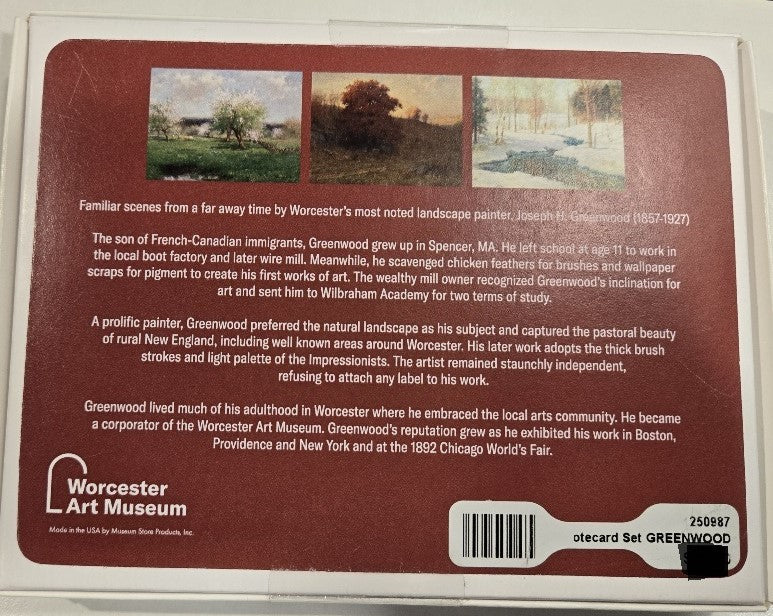 Familiar scenes from a far away time by Worcester's most noted landscape painter, Joseph H. Greenwood (1857-1927)
The son of French-Canadian immigrants, Greenwood grew up in Spencer, MA. He left school at age 11 to work in
the local boot factory and later wire mill. Meanwhile, he scavenged chicken feathers for brushes and wallpaper
scraps for pigment to create his first works of art. The wealthy mill owner recognized Greenwood's inclination for
art and sent him to Wilbraham Academy for two terms of study.
A prolific painter, Greenwood preferred the natural landscape as his subject and captured the pastoral beauty
of rural New England, including well known areas around Worcester. His later work adopts the thick brush
strokes and light palette of the Impressionists. The artist remained staunchly independent,
refusing to attach any label to his work.
Greenwood lived much of his adulthood in Worcester where he embraced the local arts community. He became
a corporator of the Worcester Art Museum. Greenwood's reputation grew as he exhibited his work in Boston,
Providence and New York and at the 1892 Chicago World's Fair.
Worcester
Art Museum
Made in the USA by Museum Store Products, Inc.
250987
otecard Set GREENWOOD